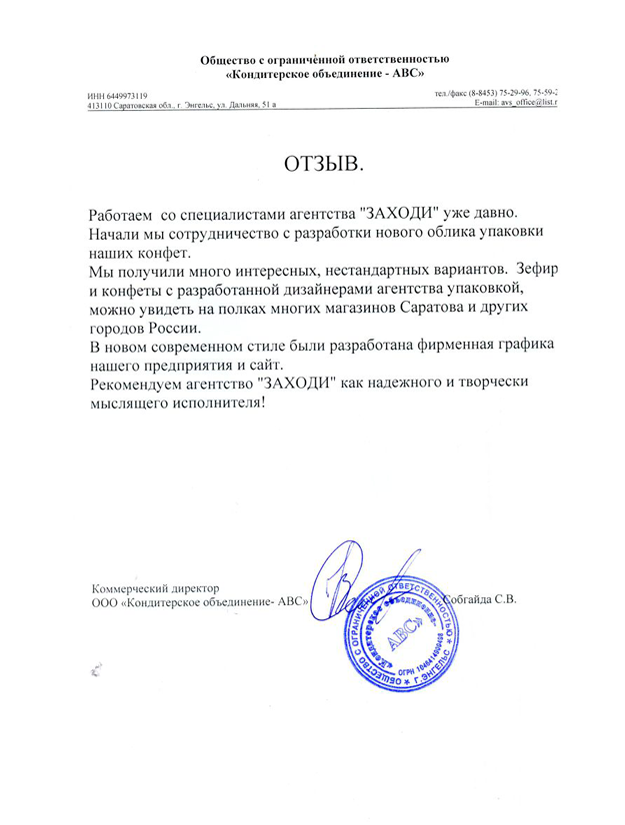 Общество с ограниченной ответственностью
«Кондитерское объединение - АВС»
ИНН 6449973119
тел./факс (8-8453) 75-29-96, 75-59-2
413110 Саратовская обл., г. Энгельс, ул. Дальняя, 51 а
E-mail: avs_office@list.r
ОТЗЫВ.
Работаем со специалистами агентства "ЗАХОДИ" уже давно.
Начали мы сотрудничество с разработки нового облика упаковки
наших конфет.
Мы получили много интересных, нестандартных вариантов. Зефир
и конфеты с разработанной дизайнерами агентства упаковкой,
можно увидеть на полках многих магазинов Саратова и других
городов России.
В новом современном стиле были разработана фирменная графика
нашего предприятия и сайт.
Рекомендуем агентство "ЗАХОДИ" как надежного и творчески
мыслящего исполнителя!
Коммерческий директор
ООО «Кондитерское объединение- АВС»
Собгайда С.В.
ОБЩЕСТВО С ОГРАНИЧЕННОЙ ОТВЕТСТВЕННОСТЬЮ
Г.ЭНГЕЛЬС
«Кондитерское объединение-
АВС»
ОГРН